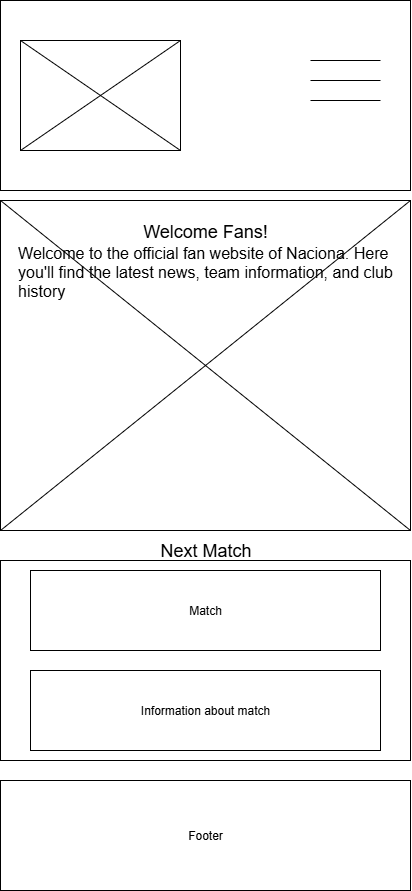 Welcome Fans!
Welcome to the official fan website of Naciona. Here
you'll find the latest news, team information, and club
history
Next Match
Match
Information about match
Footer